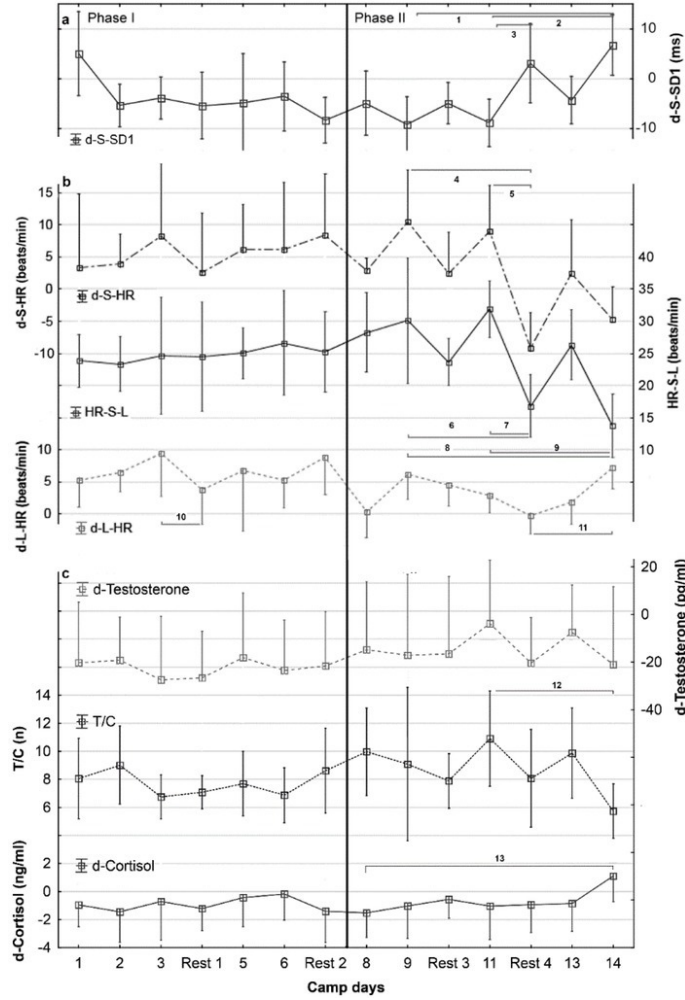 a Phase I Phase II
1
2
3
10
0
-10
d-S-SD1 (ms)
d-S-SD1
b
4
5
15
10
5
0
-5
-10
d-S-HR (beats/min)
40
35
30
25
20
15
10
HR-S-L (beats/min)
d-S-HR
HR-S-L
6
7
8
9
10
5
0
d-L-HR (beats/min)
10
d-L-HR
11
c
d-Testosterone
20
0
-20
-40
d-Testosterone (pg/ml)
12
14
12
10
8
6
T/C (n)
T/C
d-Cortisol
13
2
0
-2
-4
d-Cortisol (ng/ml)
1 2 3 Rest 1 5 6 Rest 2 8 9 Rest 3 11 Rest 4 13 14
Camp days